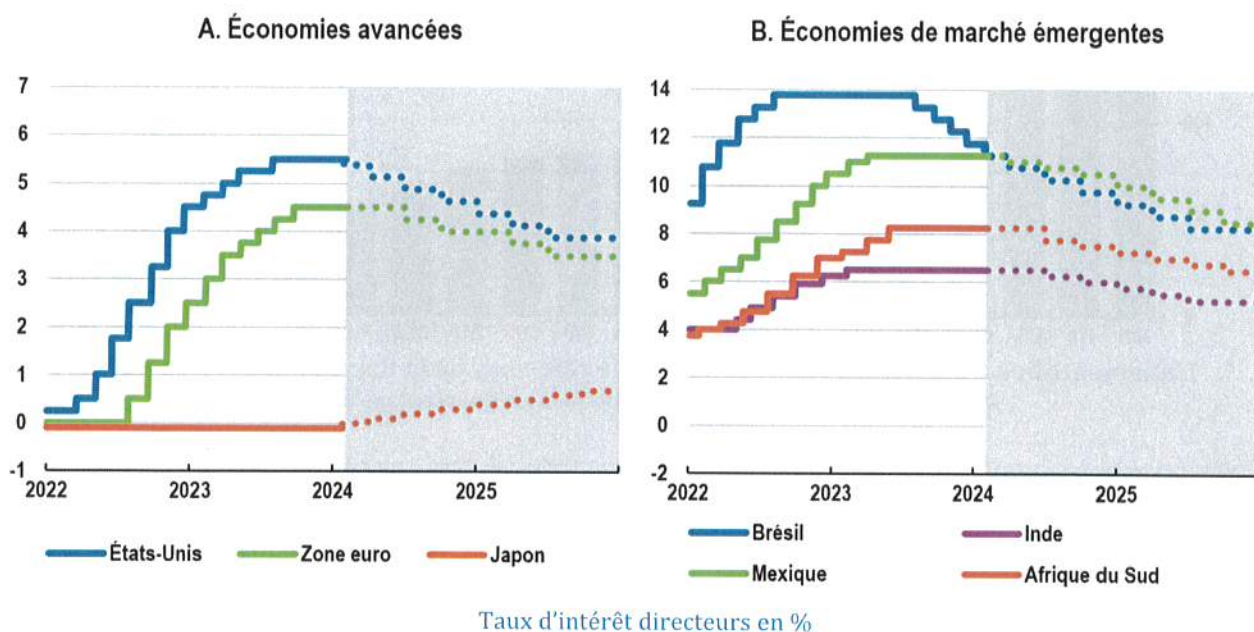 A. Économies avancées
7
6
5
4
3
2
1
0
-1
2022 2023 2024 2025
États-Unis Zone euro Japon
B. Économies de marché émergentes
14
12
10
8
6
4
2
0
-2
2022 2023 2024 2025
Brésil Inde
Mexique Afrique du Sud
Taux d'intérêt directeurs en %